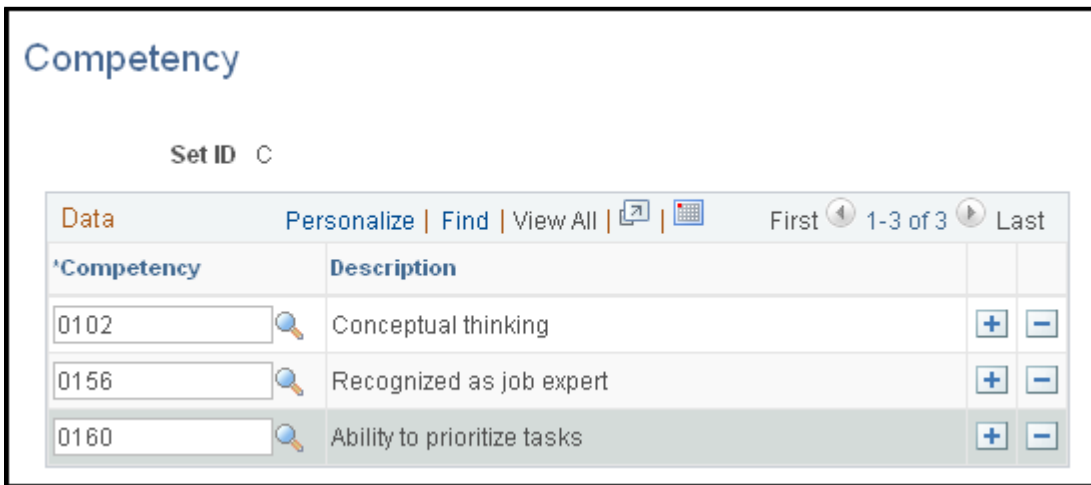 Competency
Set ID C
Data Personalize | Find | View All | | First 1-3 of 3 Last
*Competency Description
0102 Conceptual thinking
0156 Recognized as job expert
0160 Ability to prioritize tasks